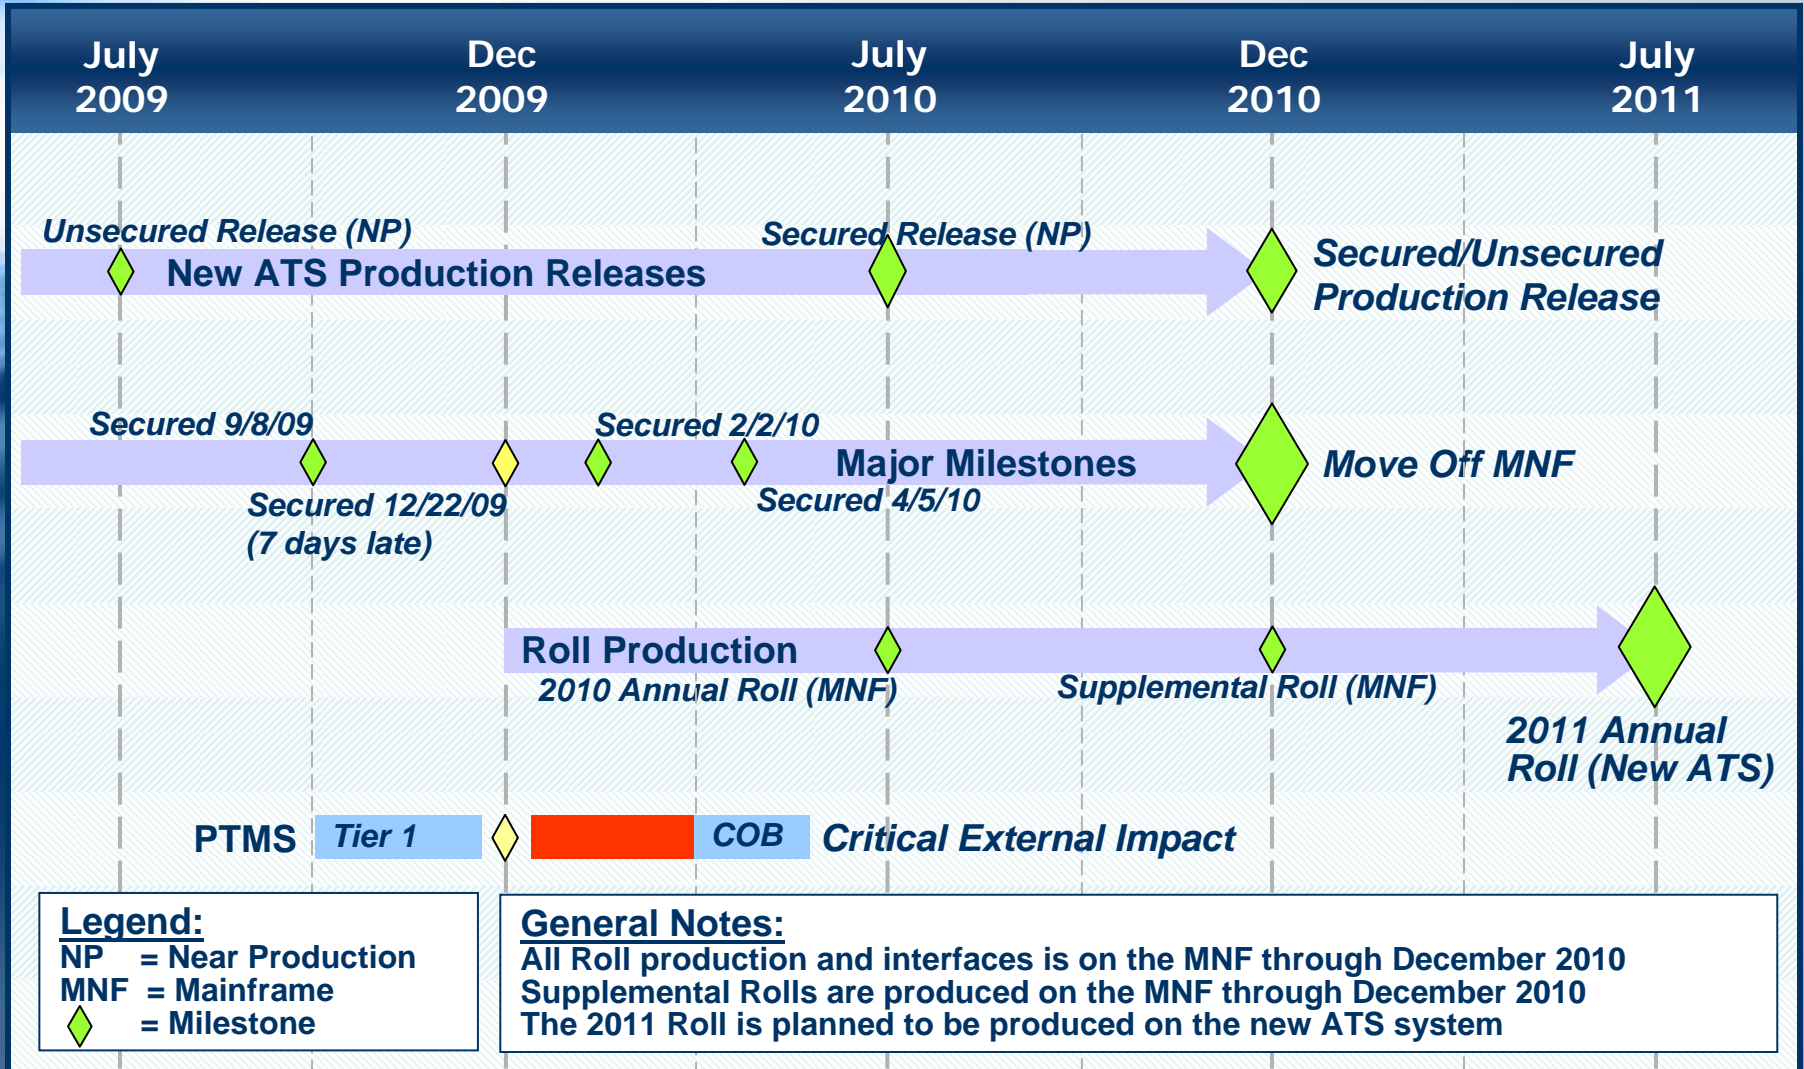 July
2009
Dec
2009
July
2010
Dec
2010
July
2011
Unsecured Release (NP)
Secured Release (NP)
New ATS Production Releases
Secured/Unsecured
Production Release
Secured 9/8/09
Secured 2/2/10
Major Milestones
Move Off MNF
Secured 12/22/09
(7 days late)
Secured 4/5/10
Roll Production
2010 Annual Roll (MNF)
Supplemental Roll (MNF)
2011 Annual
Roll (New ATS)
PTMS
Tier 1
COB
Critical External Impact
Legend:
NP = Near Production
MNF = Mainframe
= Milestone
General Notes:
All Roll production and interfaces is on the MNF through December 2010
Supplemental Rolls are produced on the MNF through December 2010
The 2011 Roll is planned to be produced on the new ATS system